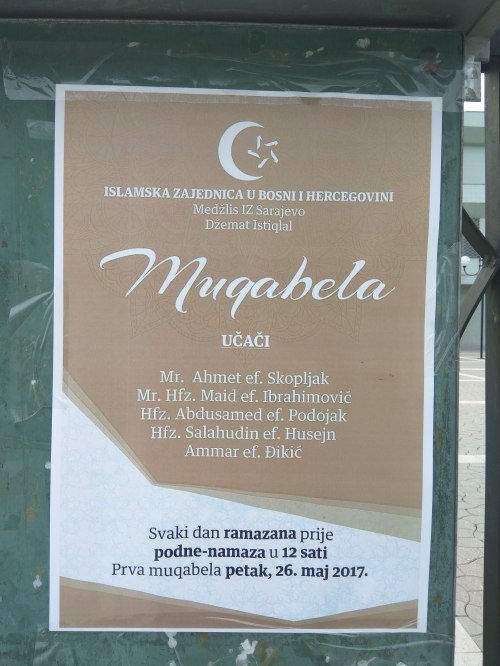 ISLAMSKA ZAJEDNICA U BOSNI I HERCEGOVINI
Medžlis IZ Sarajevo
Džemat Istiqlal
Muqabela
UČAČI
Mr. Ahmet ef. Skopljak
Mr. Hfz. Maid ef. Ibrahimović
Hfz. Abdusamed ef. Podojak
Hfz. Salahudin ef. Husejn
Ammar ef. Đikić
Svaki dan ramazana prije
podne-namaza u 12 sati
Prva muqabela petak, 26. maj 2017.